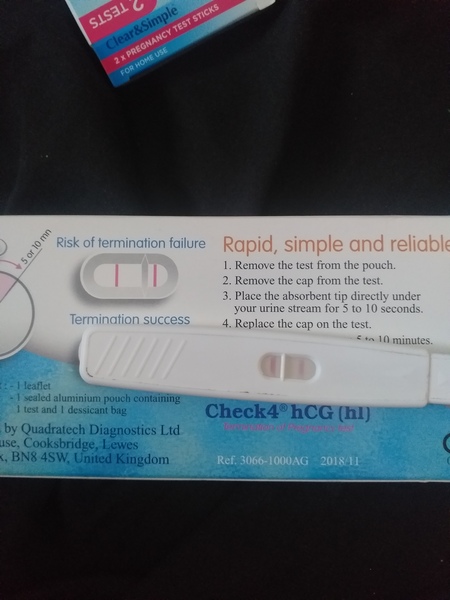 2 TESTS
Clear&Simple
2 x PREGNANCY TEST STICKS
FOR HOME USE
5 or 10 mn
Risk of termination failure
Termination success
Rapid, simple and reliable
1. Remove the test from the pouch.
2. Remove the cap from the test.
3. Place the absorbent tip directly under
your urine stream for 5 to 10 seconds.
4. Replace the cap on the test.
5 to 10 minutes.
: - 1 leaflet
- 1 sealed aluminium pouch containing
1 test and 1 dessicant bag
by Quadratech Diagnostics Ltd
use, Cooksbridge, Lewes
x, BN8 4SW, United Kingdom
Check4® hCG (hl)
Ref. 3066-1000AG 2018-11